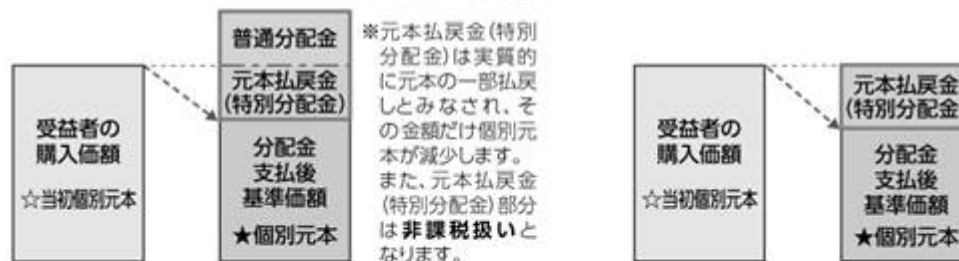 普通分配金
元本払戻金
(特別分配金)
受益者の
購入価額
☆当初個別元本
分配金
支払後
基準価額
★個別元本
※元本払戻金(特別
分配金)は実質的
に元本の一部払戻
しとみなされ、そ
の金額だけ個別元
本が減少します。
また、元本払戻金
(特別分配金)部分
は非課税扱いと
なります。
受益者の
購入価額
☆当初個別元本
元本払戻金
(特別分配金
分配金
支払後
基準価額
★個別元本